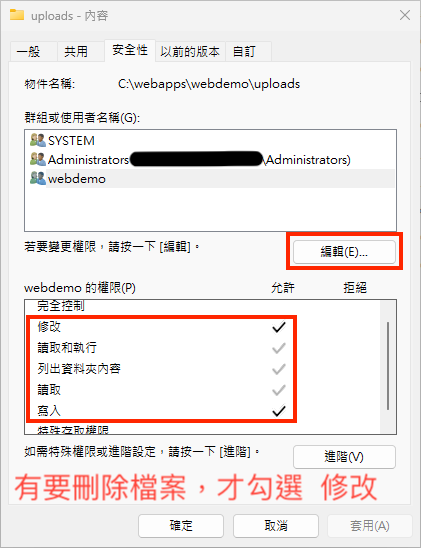 uploads - 內容
一般 共用 安全性 以前的版本 自訂
物件名稱: C:\webapps\webdemo\uploads
群組或使用者名稱(G):
SYSTEM
Administrators \Administrators)
webdemo
若要變更權限，請按一下 [編輯]。
編輯(E)...
webdemo 的權限(P) 允許 拒絕
完全控制
修改
讀取和執行
列出資料夾內容
讀取
寫入
特殊存取權限
如需特殊權限或進階設定，請按一下 [進階]。
進階(V)
有要刪除檔案，才勾選 修改
確定 取消 套用(A)